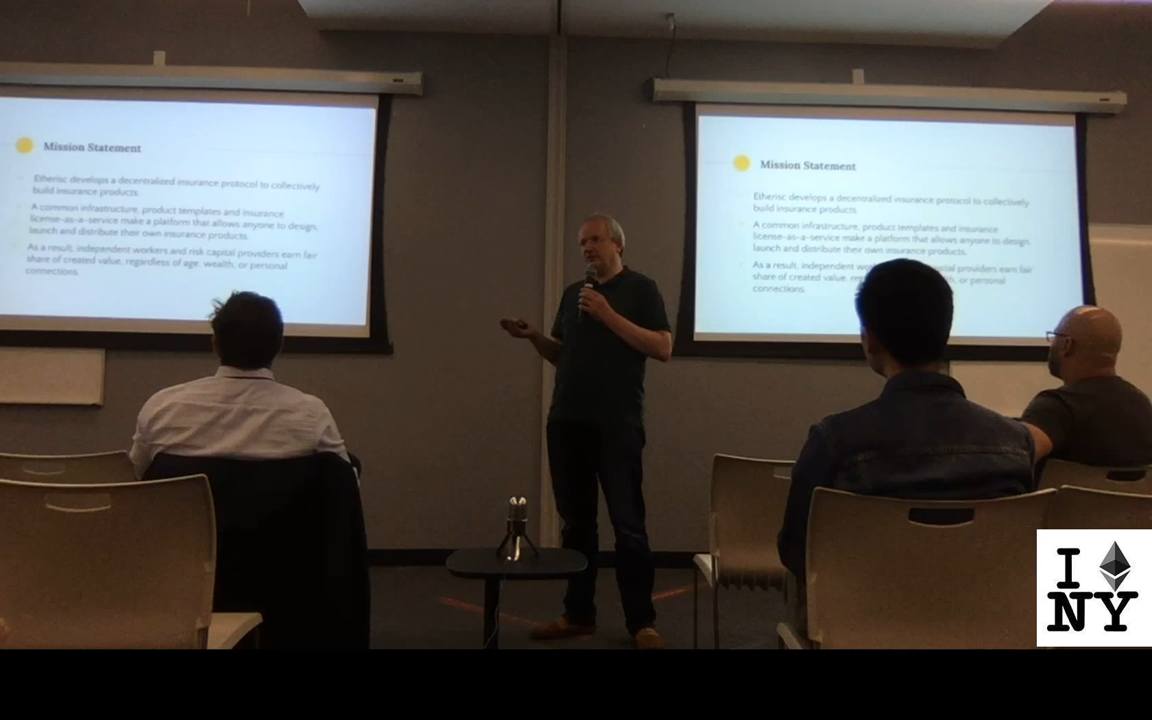 Mission Statement
Etherisc develops a decentralized insurance protocol to collectively
build insurance products.
A common infrastructure, product templates and insurance
license-as-a-service make a platform that allows anyone to design,
launch and distribute their own insurance products.
As a result, independent workers and risk capital providers earn fair
share of created value, regardless of age, wealth, or personal
connections.
Mission Statement
Etherisc develops a decentralized insurance protocol to collectively
build insurance products.
A common infrastructure, product templates and insurance
license-as-a-service make a platform that allows anyone to design,
launch and distribute their own insurance products.
As a result, independent capital providers earn fair
share of created value, or personal
connections.
I
NY